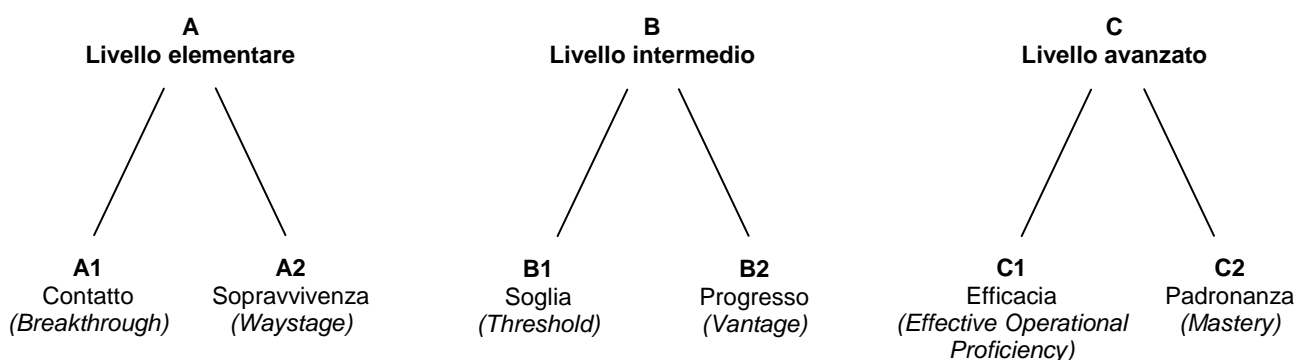 A
Livello elementare
B
Livello intermedio
C
Livello avanzato
A1
Contatto
(Breakthrough)
A2
Sopravvivenza
(Waystage)
B1
Soglia
(Threshold)
B2
Progresso
(Vantage)
C1
Efficacia
(Effective Operational
Proficiency)
C2
Padronanza
(Mastery)